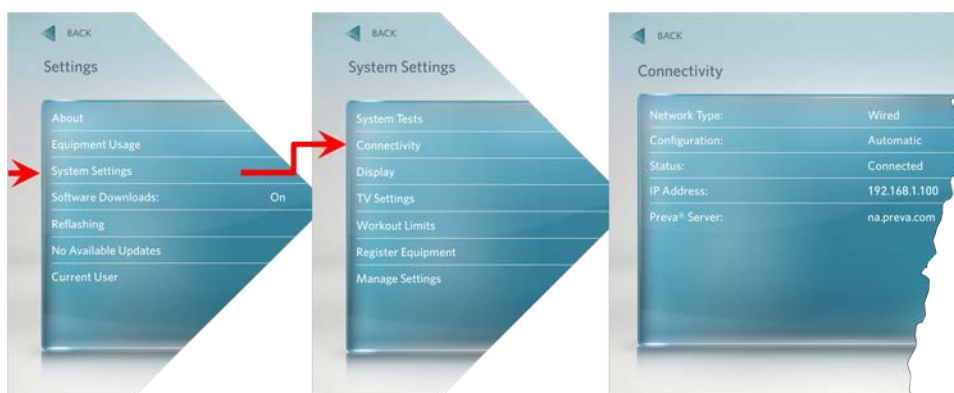 BACK
Settings
About
Equipment Usage
System Settings
Software Downloads: On
Reflashing
No Available Updates
Current User
BACK
System Settings
System Tests
Connectivity
Display
TV Settings
Workout Limits
Register Equipment
Manage Settings
BACK
Connectivity
Network Type: Wired
Configuration: Automatic
Status: Connected
IP Address: 192.168.1.100
Preva® Server: na.preva.com